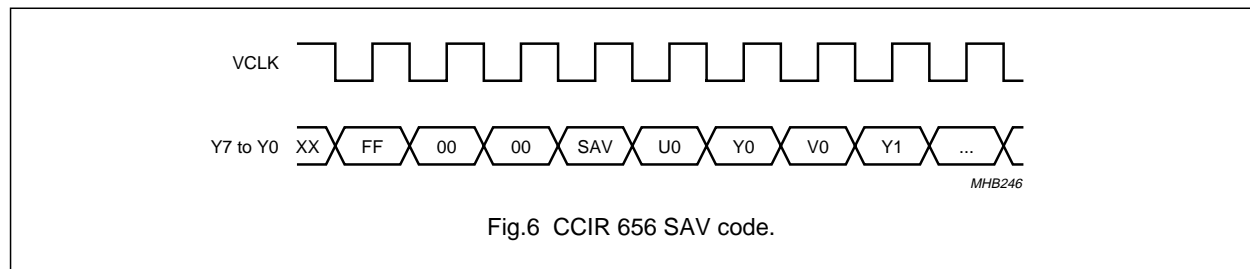 VCLK
Y7 to Y0 XX FF 00 00 SAV U0 Y0 V0 Y1 ...
MHB246
Fig.6 CCIR 656 SAV code.